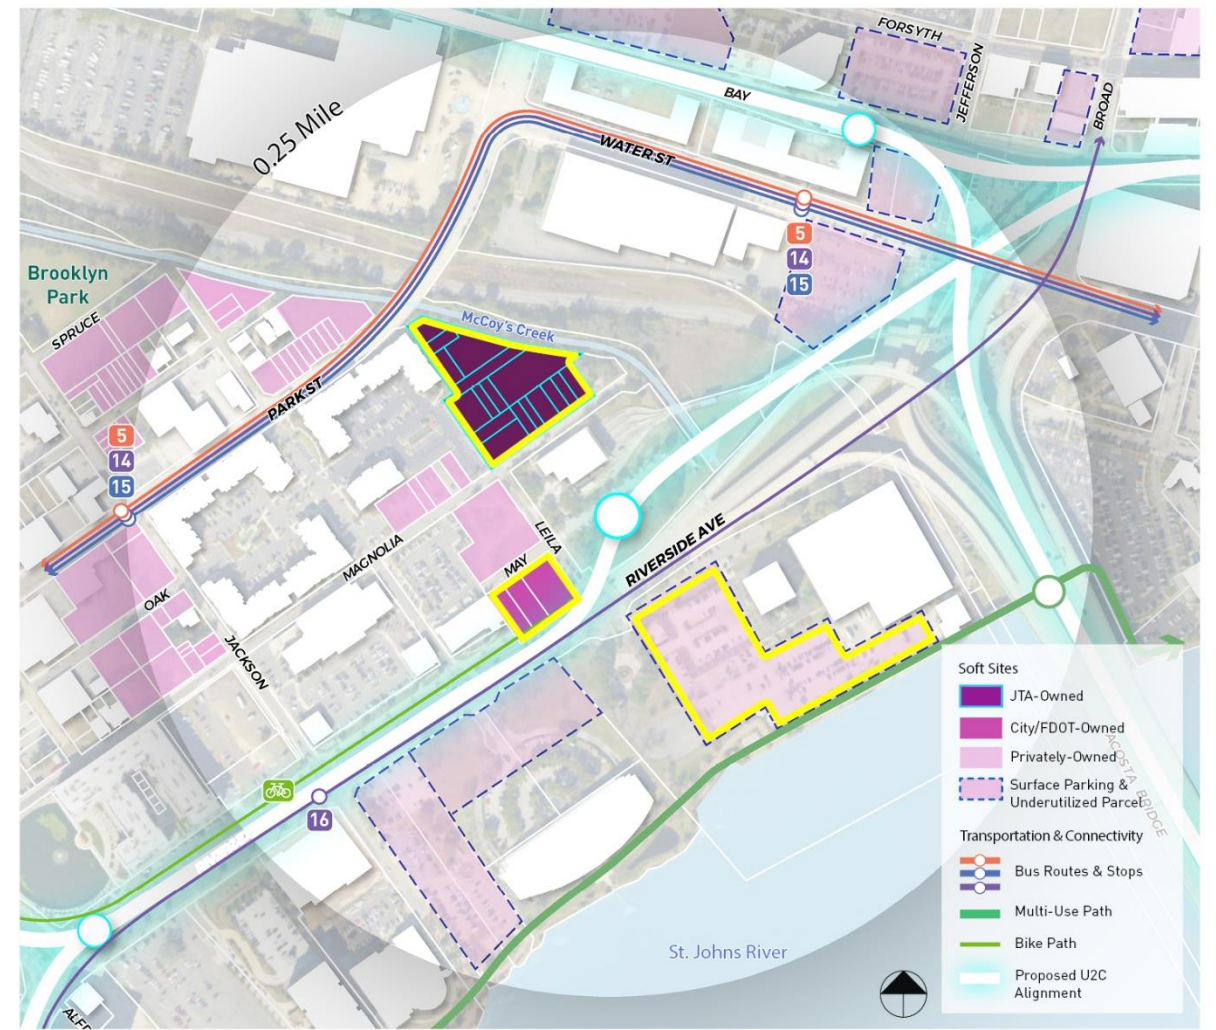 FORSYTH
JEFFERSON
BROAD
BAY
0.25 Mile
WATER ST
5
14
15
Brooklyn
Park
SPRUCE
McCoy's Creek
PARK ST
5
14
15
LEILA
MAY
MAGNOLIA
RIVERSIDE AVE
OAK
JACKSON
16
St. Johns River
ACOSTA BRIDGE
Soft Sites
JTA-Owned
City/FDOT-Owned
Privately-Owned
Surface Parking &
Underutilized Parcel
Transportation & Connectivity
Bus Routes & Stops
Multi-Use Path
Bike Path
Proposed U2C
Alignment